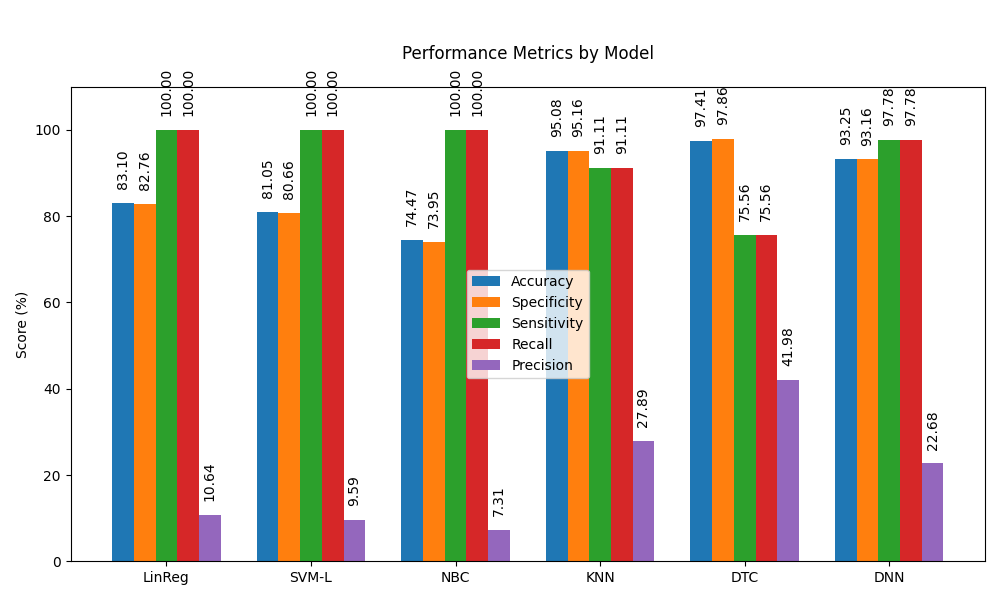 Performance Metrics by Model
Score (%)
100
80
60
40
20
0
83.10
82.76
100.00
100.00
10.64
81.05
80.66
100.00
100.00
9.59
74.47
73.95
100.00
100.00
7.31
95.08
95.16
91.11
91.11
27.89
97.41
97.86
75.56
75.56
41.98
93.25
93.16
97.78
97.78
22.68
Accuracy
Specificity
Sensitivity
Recall
Precision
LinReg
SVM-L
NBC
KNN
DTC
DNN